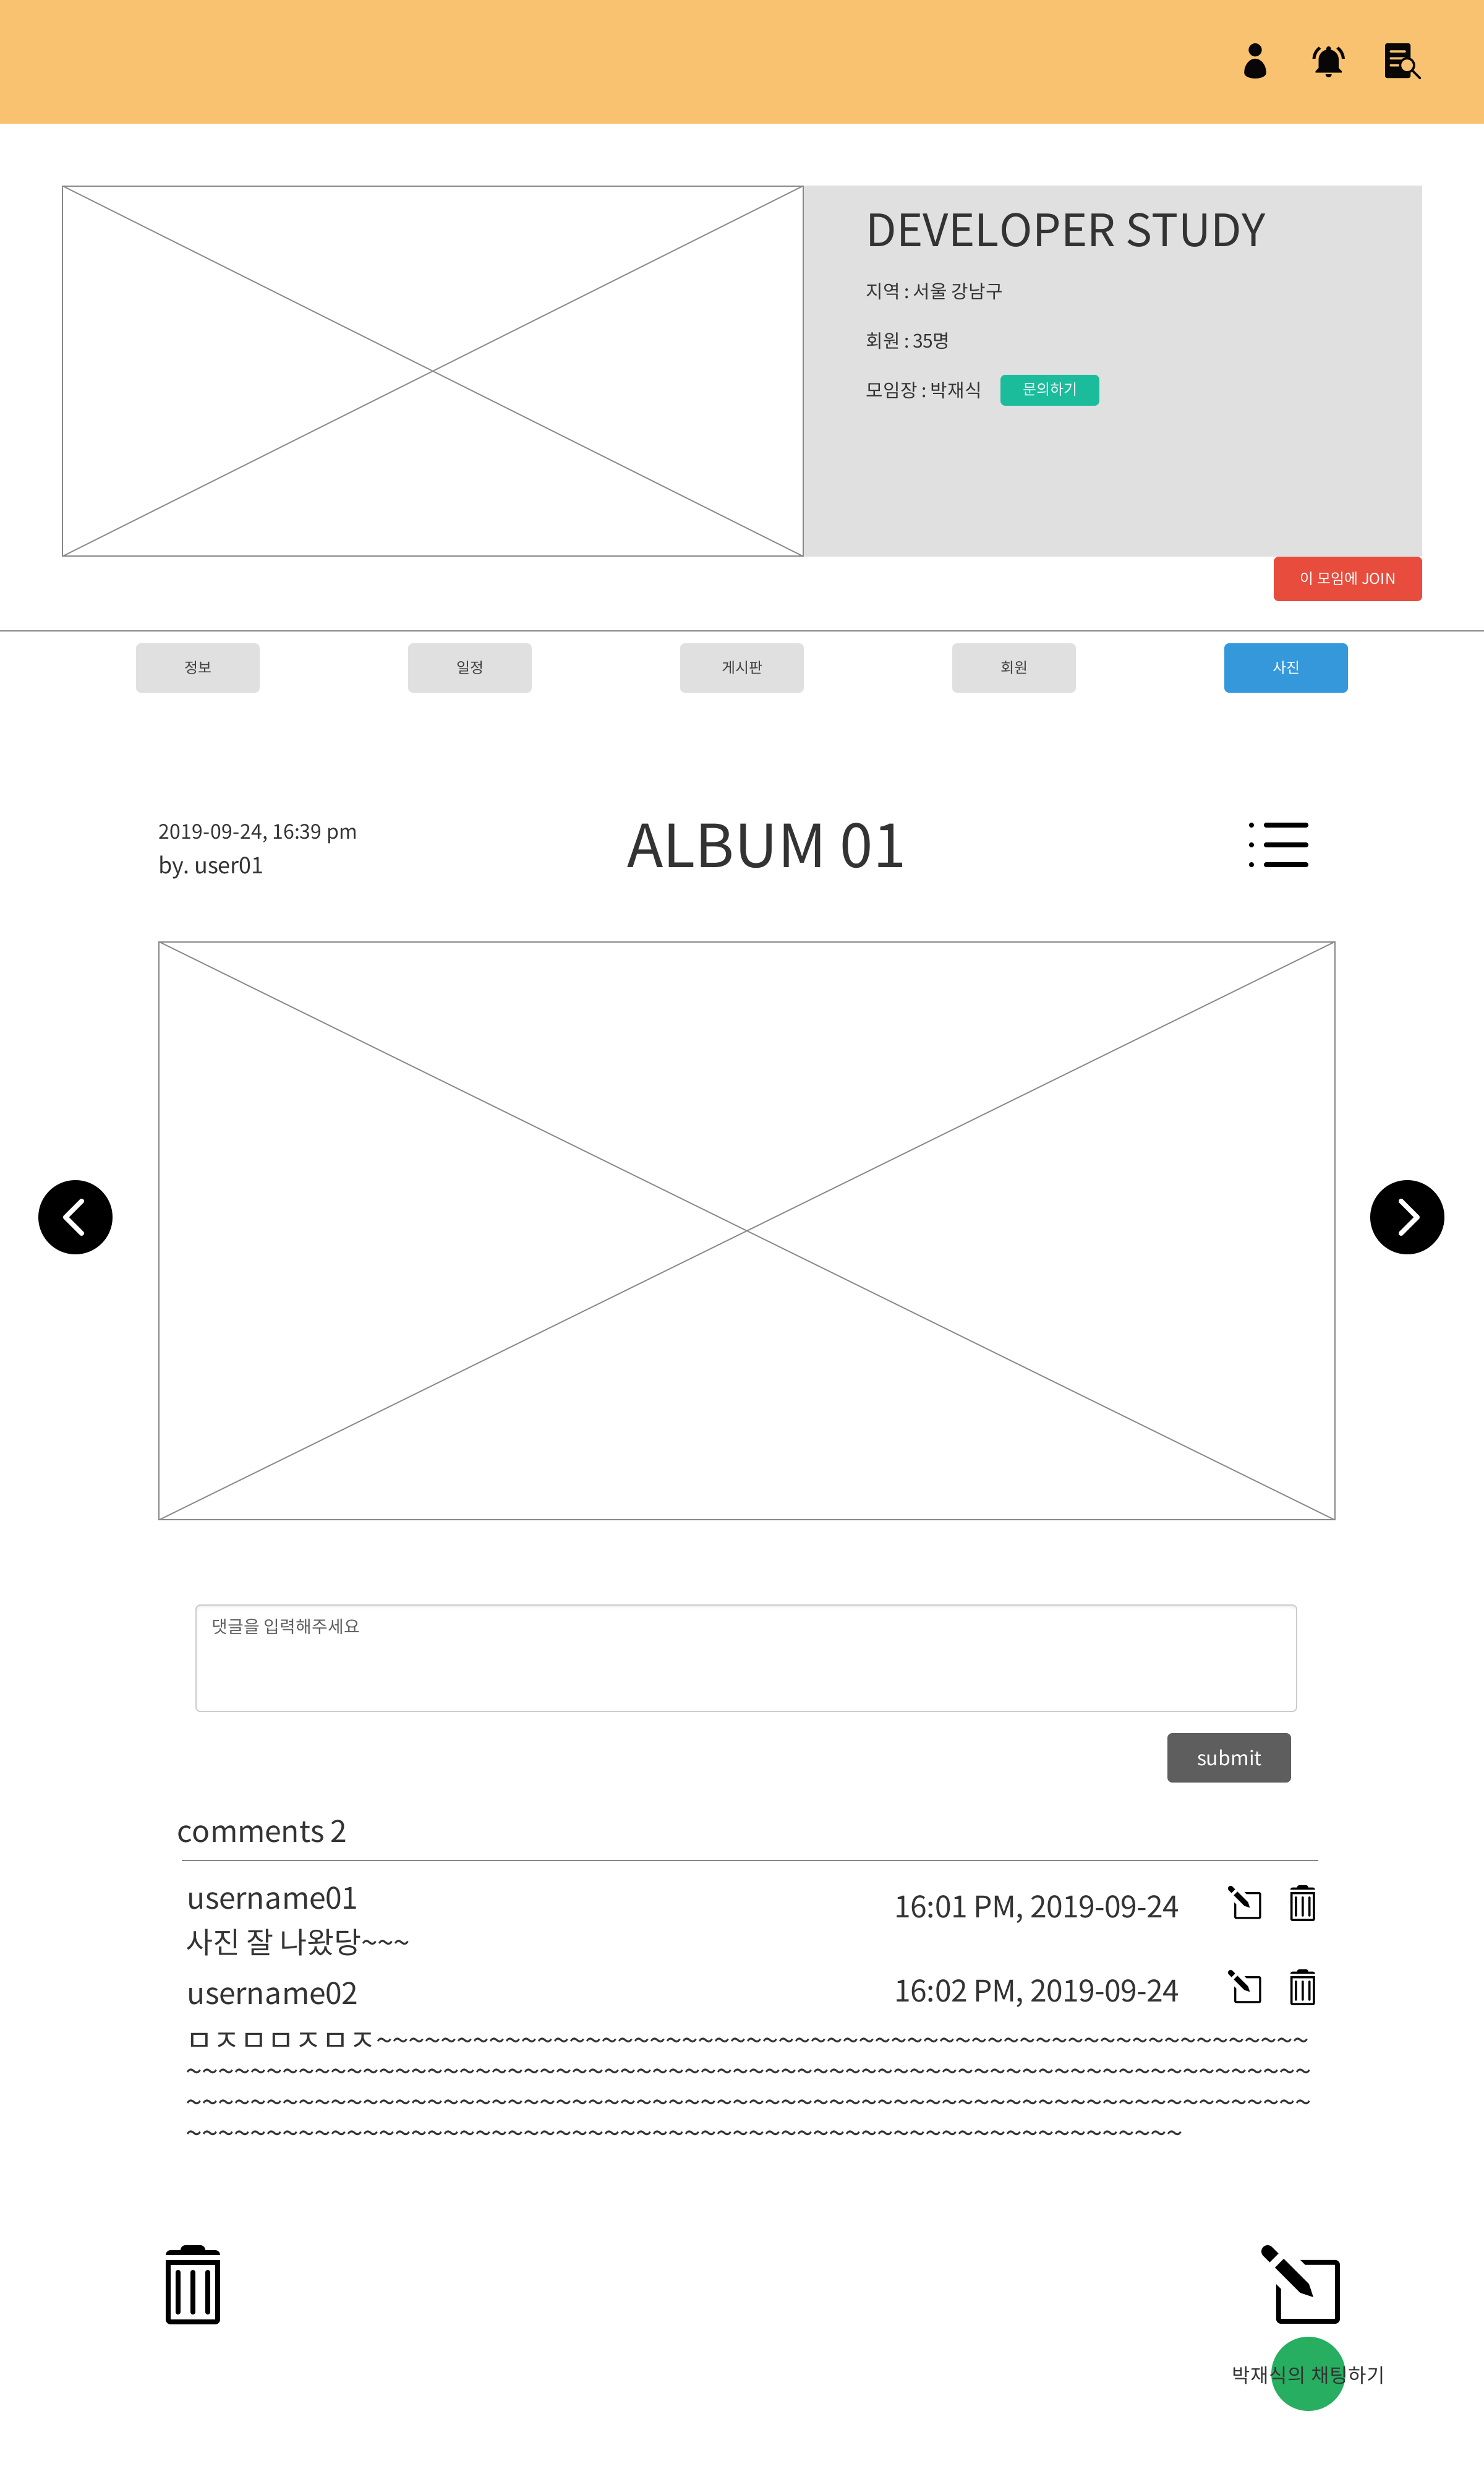 DEVELOPER STUDY
지역 : 서울 강남구
회원 : 35명
모임장 : 박재식
문의하기
이 모임에 JOIN
정보
일정
게시판
회원
사진
2019-09-24, 16:39 pm
by. user01
ALBUM 01
댓글을 입력해주세요
submit
comments 2
username01
16:01 PM, 2019-09-24
사진 잘 나왔당~~~
username02
16:02 PM, 2019-09-24
ㅁㅈㅁㅁㅈㅁㅈ~~~~~~~~~~~~~~~~~~~~~~~~~~~~~~~~~~~~~~~~~~~~~~~~~~~~~~~~~~
~~~~~~~~~~~~~~~~~~~~~~~~~~~~~~~~~~~~~~~~~~~~~~~~~~~~~~~~~~~~~~~~~~~~~~
~~~~~~~~~~~~~~~~~~~~~~~~~~~~~~~~~~~~~~~~~~~~~~~~~~~~~~~~~~~~~~~~~~~~~~
~~~~~~~~~~~~~~~~~~~~~~~~~~~~~~~~~~~~~~~~~~~~~~~~~~~~~~~~~~~~~~
박재식의 채팅하기